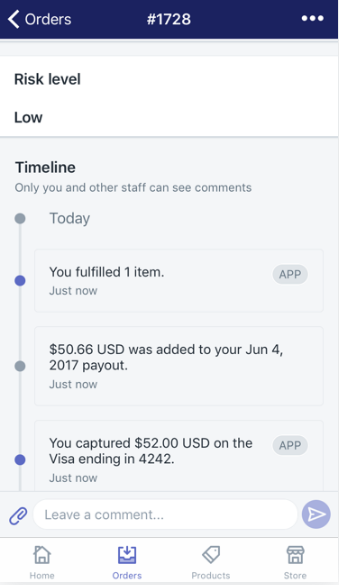 Orders
#1728
Risk level
Low
Timeline
Only you and other staff can see comments
Today
You fulfilled 1 item.
APP
Just now
$50.66 USD was added to your Jun 4,
2017 payout.
Just now
You captured $52.00 USD on the
APP
Visa ending in 4242.
Just now
Leave a comment...
Home
Orders
Products
Store